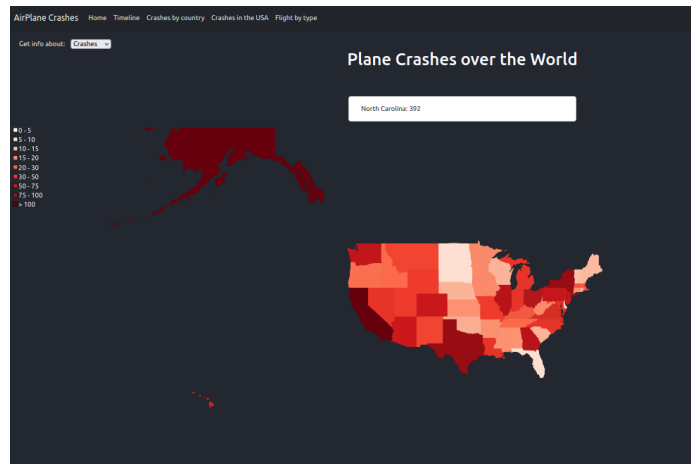 AirPlane Crashes Home Timeline Crashes by country Crashes in the USA Flight by type
Get info about: Crashes
Plane Crashes over the World
North Carolina: 392
0 - 5
5 - 10
10 - 15
15 - 20
20 - 30
30 - 50
50 - 75
75 - 100
> 100